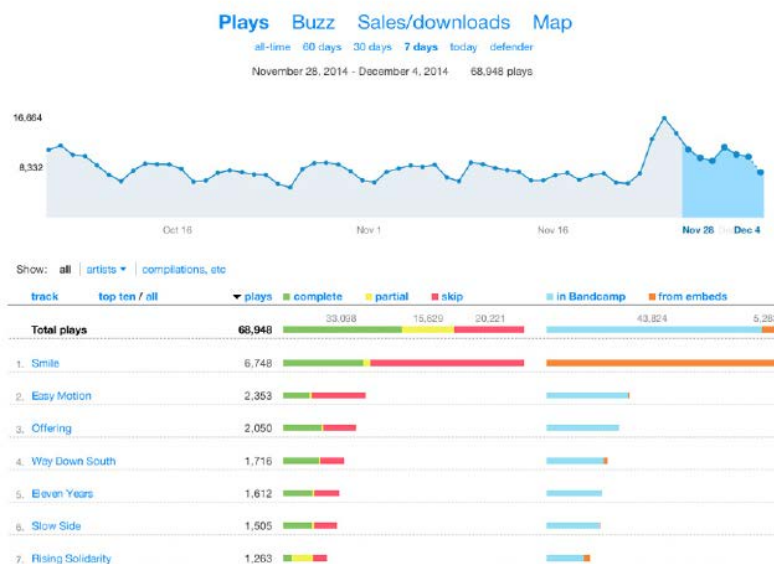 Plays Buzz Sales/downloads Map
all-time 60 days 30 days 7 days today defender
November 28, 2014 - December 4, 2014 68,948 plays
16,664
8,332
Oct 16 Nov 1 Nov 16 Nov 28 Dec 4
Show: all artists compilations, etc
track top ten / all plays complete partial skip in Bandcamp from embeds
33,098 15,629 20,221 43,824
Total plays 68,948
1. Smile 6,748
2. Easy Motion 2,353
3. Offering 2,050
4. Way Down South 1,716
5. Eleven Years 1,612
6. Slow Side 1,505
7. Rising Solidarity 1,263